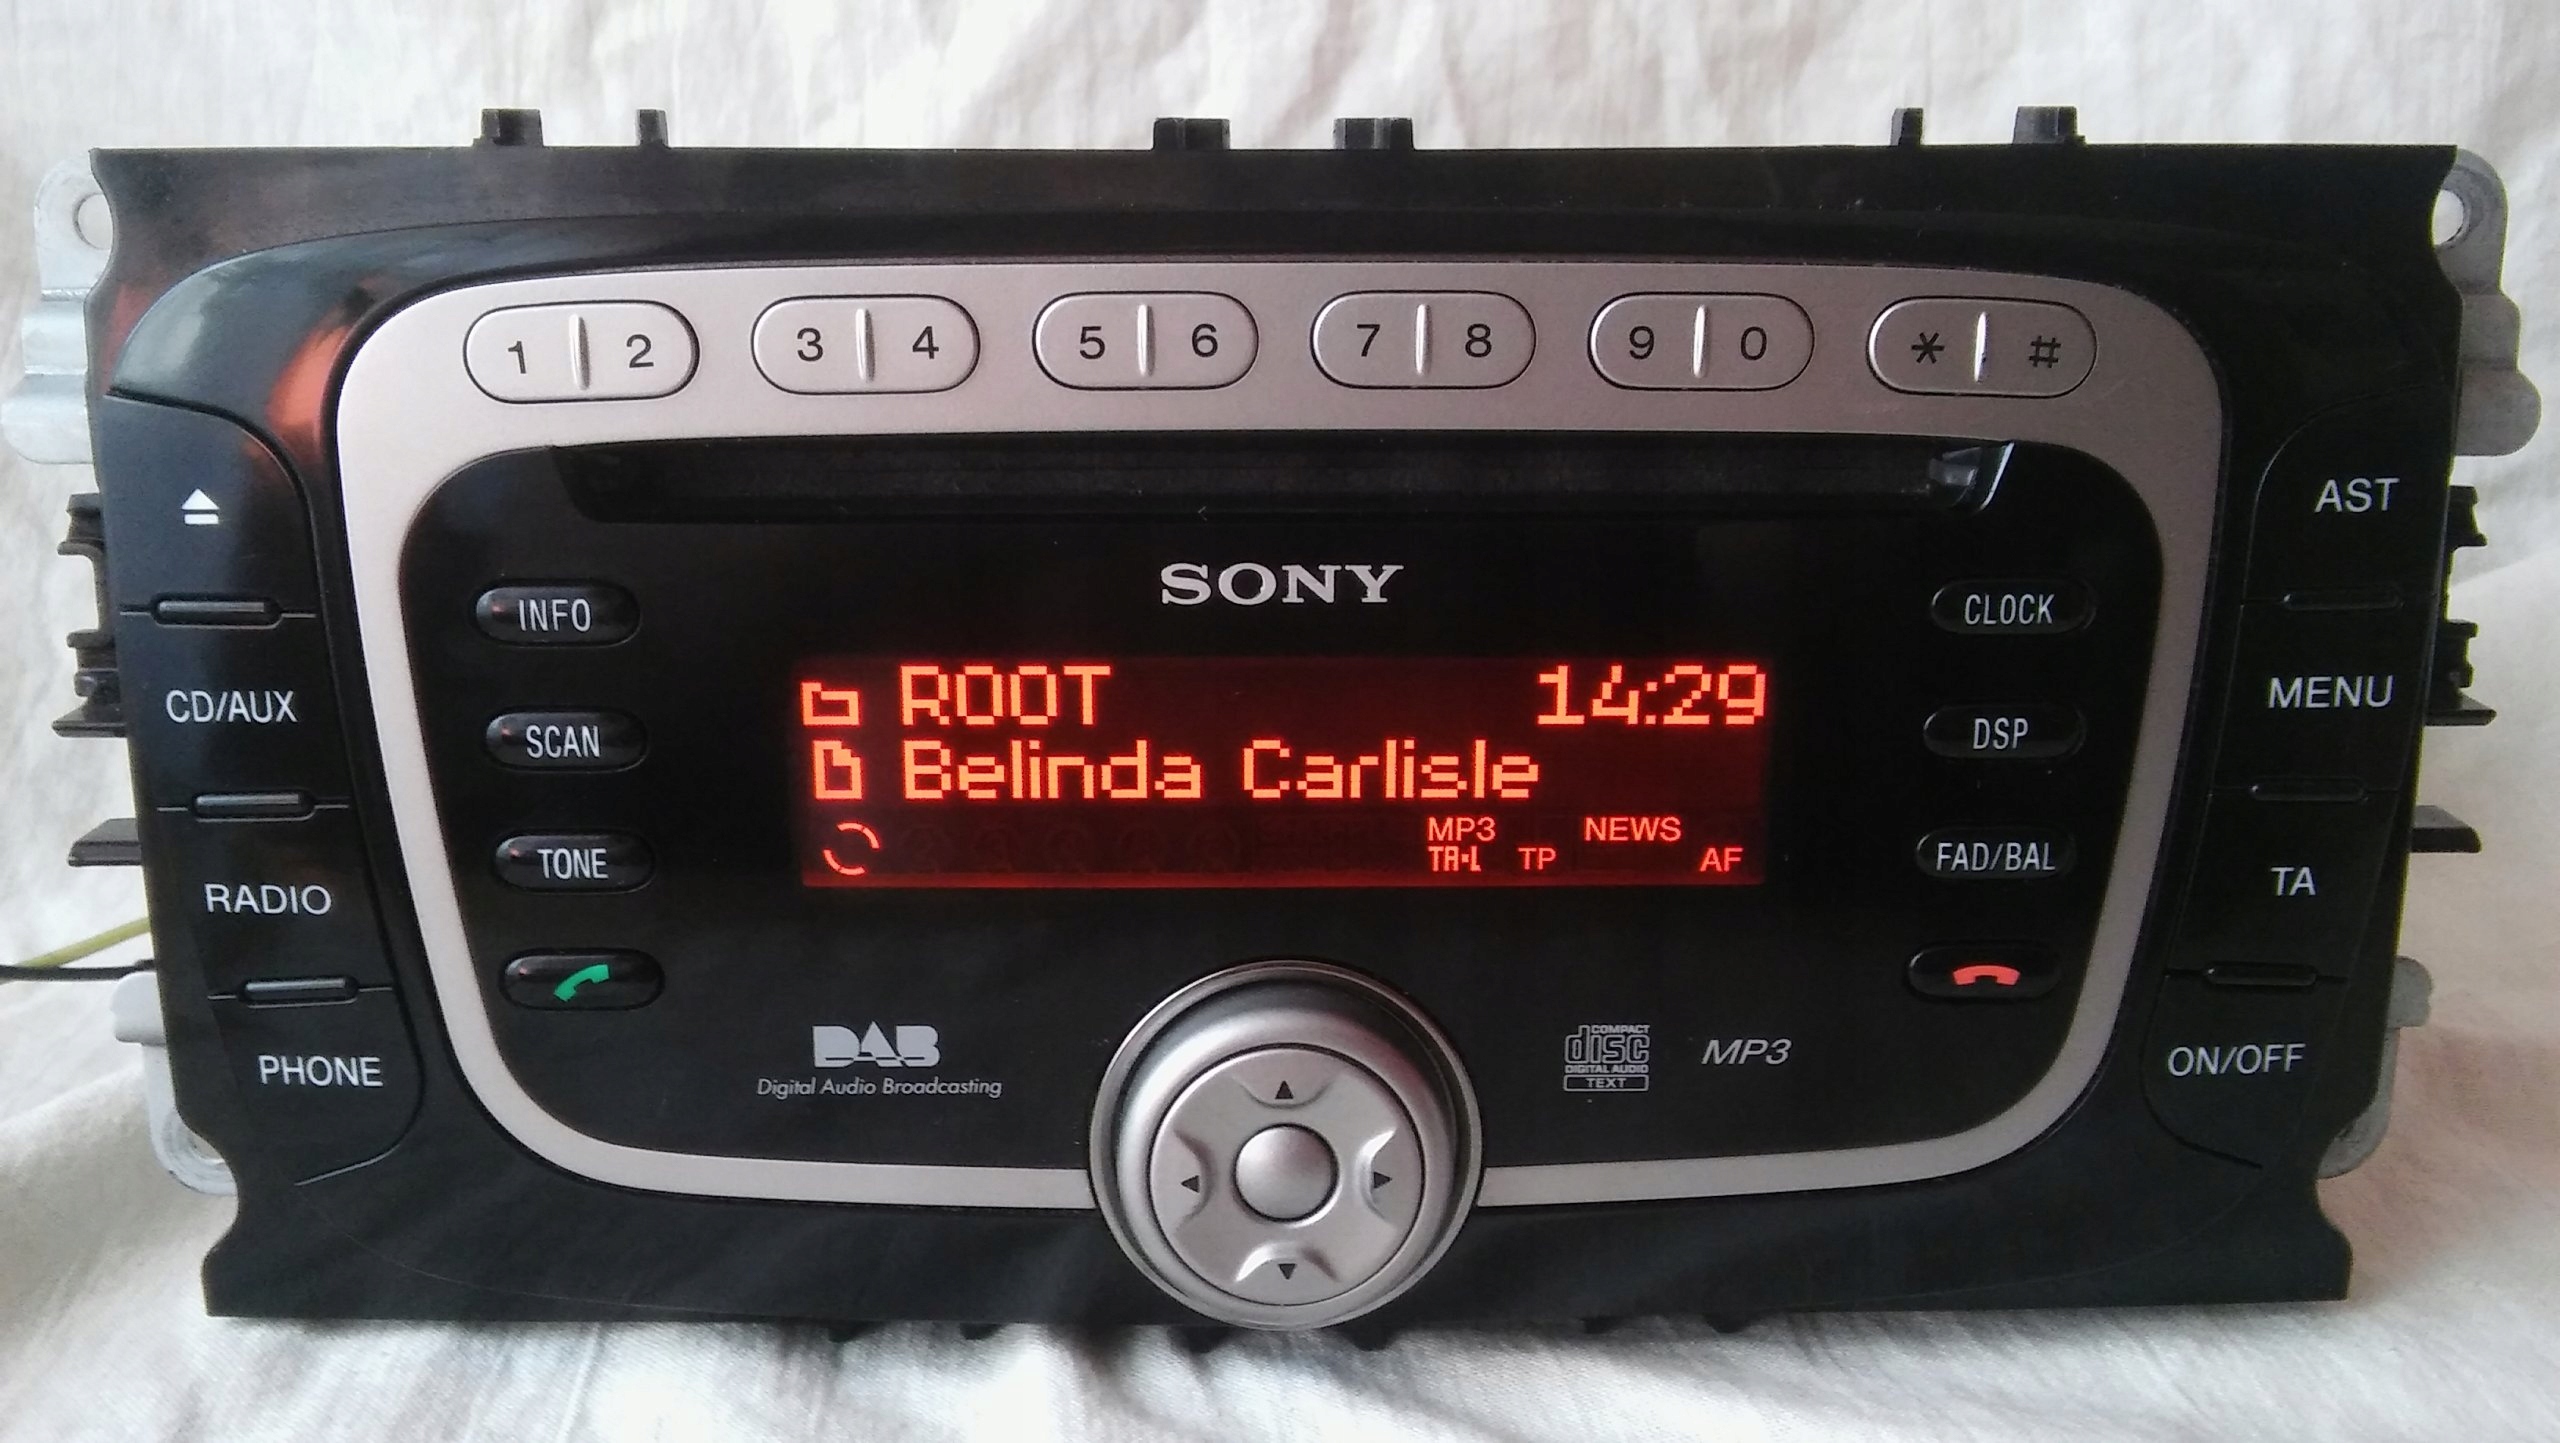 1 2 3 4 5 6 7 8 9 0 * #
SONY
AST
INFO
CLOCK
CD/AUX
ROOT 14:29
MENU
SCAN
DSP
Belinda Carlisle
MP3 NEWS
TA·L TP AF
TONE
FAD/BAL
RADIO
TA
PHONE
DAB
Digital Audio Broadcasting
COMPACT
disc
DIGITAL AUDIO
TEXT
MP3
ON/OFF